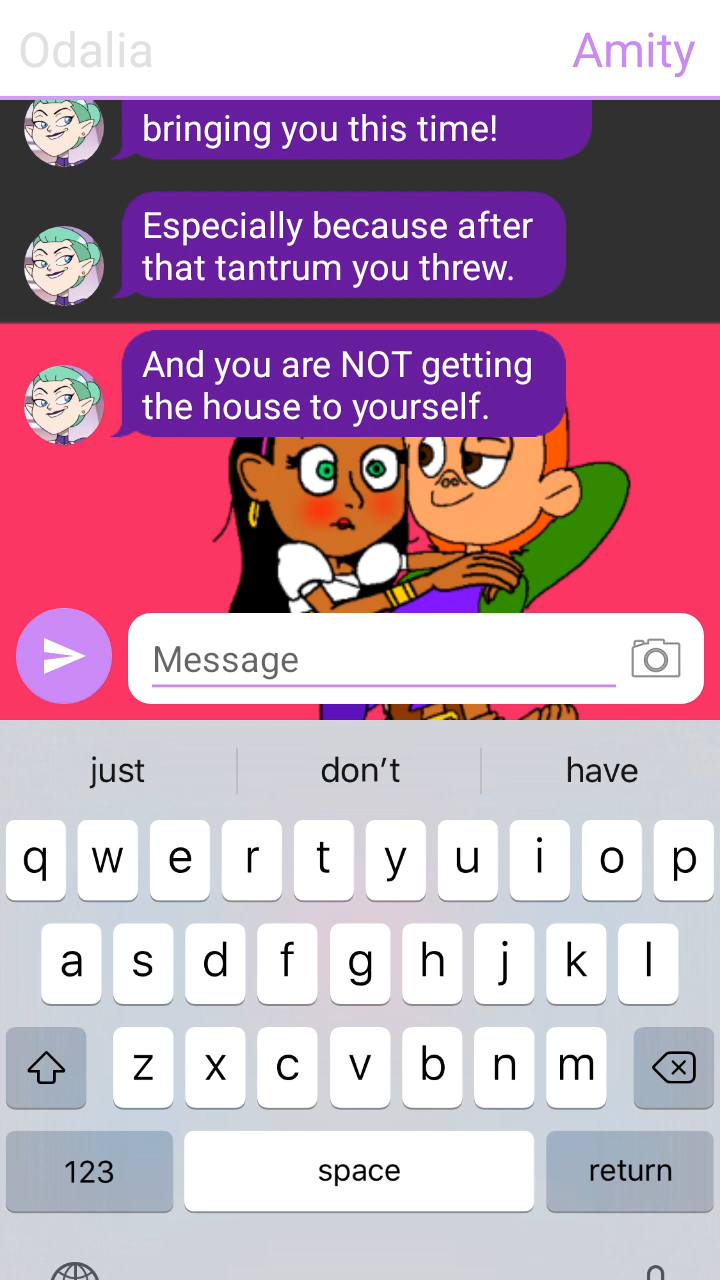 Odalia Amity
bringing you this time!
Especially because after
that tantrum you threw.
And you are NOT getting
the house to yourself.
Message
just don't have
q w e r t y u i o p
a s d f g h j k l
z x c v b n m
123 space return